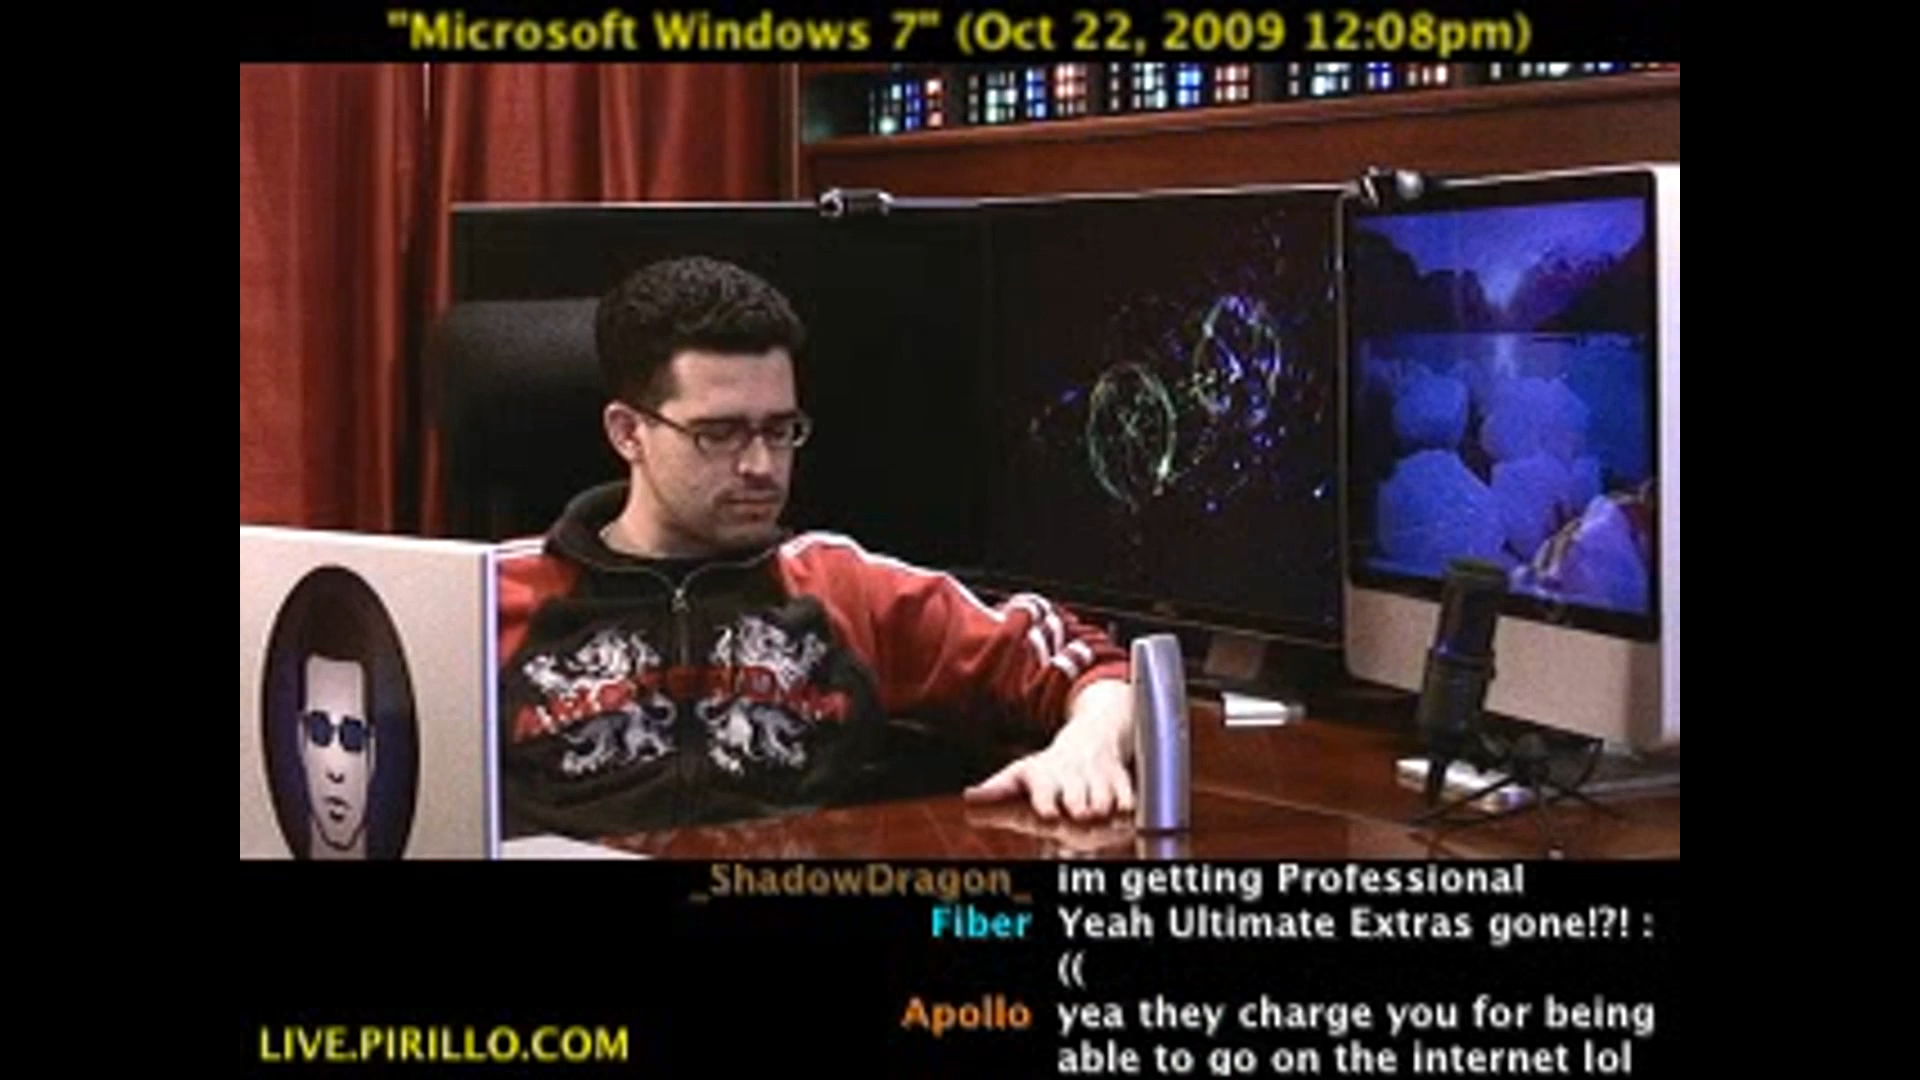 "Microsoft Windows 7" (Oct 22, 2009 12:08pm)
_ShadowDragon_ im getting Professional
Fiber Yeah Ultimate Extras gone!?! :
((
Apollo yea they charge you for being
able to go on the internet lol
LIVE.PIRILLO.COM